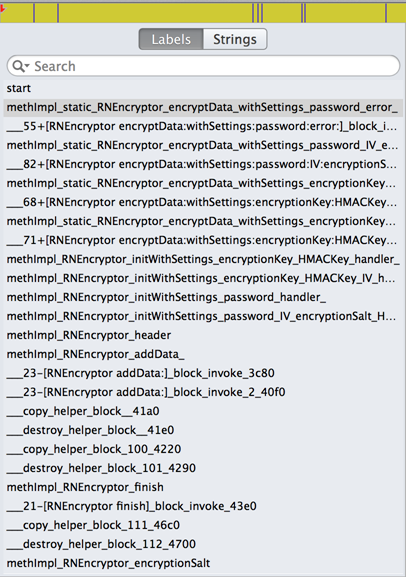 Labels Strings
Search
start
methImpl_static_RNEncryptor_encryptData_withSettings_password_error_
___55+[RNEncryptor encryptData:withSettings:password:error:]_block_i...
methImpl_static_RNEncryptor_encryptData_withSettings_password_IV_e...
___82+[RNEncryptor encryptData:withSettings:password:IV:encryptionS...
methImpl_static_RNEncryptor_encryptData_withSettings_encryptionKey...
___68+[RNEncryptor encryptData:withSettings:encryptionKey:HMACKey...
methImpl_static_RNEncryptor_encryptData_withSettings_encryptionKey...
___71+[RNEncryptor encryptData:withSettings:encryptionKey:HMACKey...
methImpl_RNEncryptor_initWithSettings_encryptionKey_HMACKey_handler_
methImpl_RNEncryptor_initWithSettings_encryptionKey_HMACKey_IV_h...
methImpl_RNEncryptor_initWithSettings_password_handler_
methImpl_RNEncryptor_initWithSettings_password_IV_encryptionSalt_H...
methImpl_RNEncryptor_header
methImpl_RNEncryptor_addData_
___23-[RNEncryptor addData:]_block_invoke_3c80
___23-[RNEncryptor addData:]_block_invoke_2_40f0
___copy_helper_block__41a0
___destroy_helper_block__41e0
___copy_helper_block_100_4220
___destroy_helper_block_101_4290
methImpl_RNEncryptor_finish
___21-[RNEncryptor finish]_block_invoke_43e0
___copy_helper_block_111_46c0
___destroy_helper_block_112_4700
methImpl_RNEncryptor_encryptionSalt